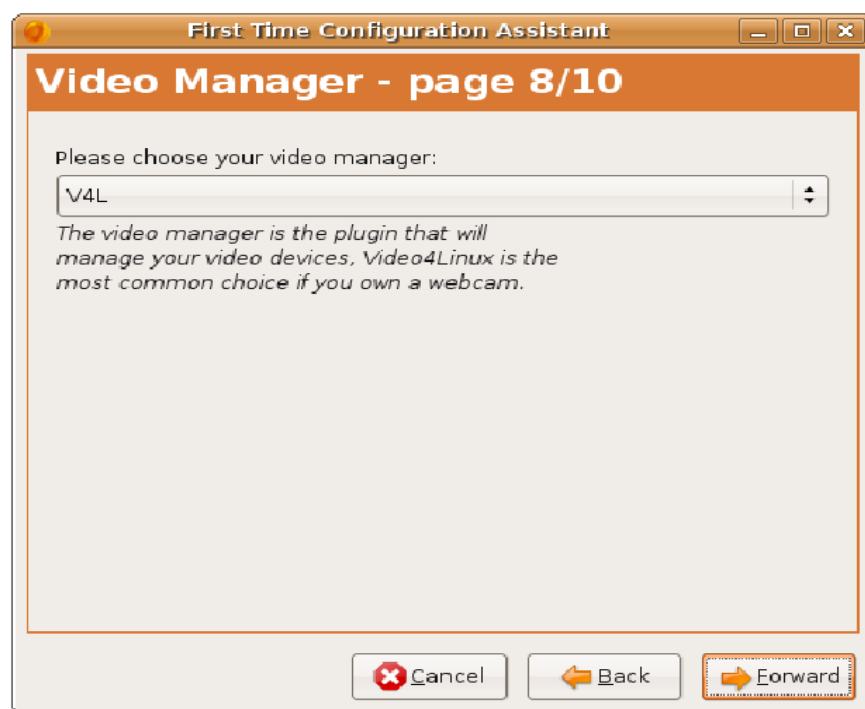 First Time Configuration Assistant
Video Manager - page 8/10
Please choose your video manager:
V4L
The video manager is the plugin that will
manage your video devices, Video4Linux is the
most common choice if you own a webcam.
Cancel Back Forward